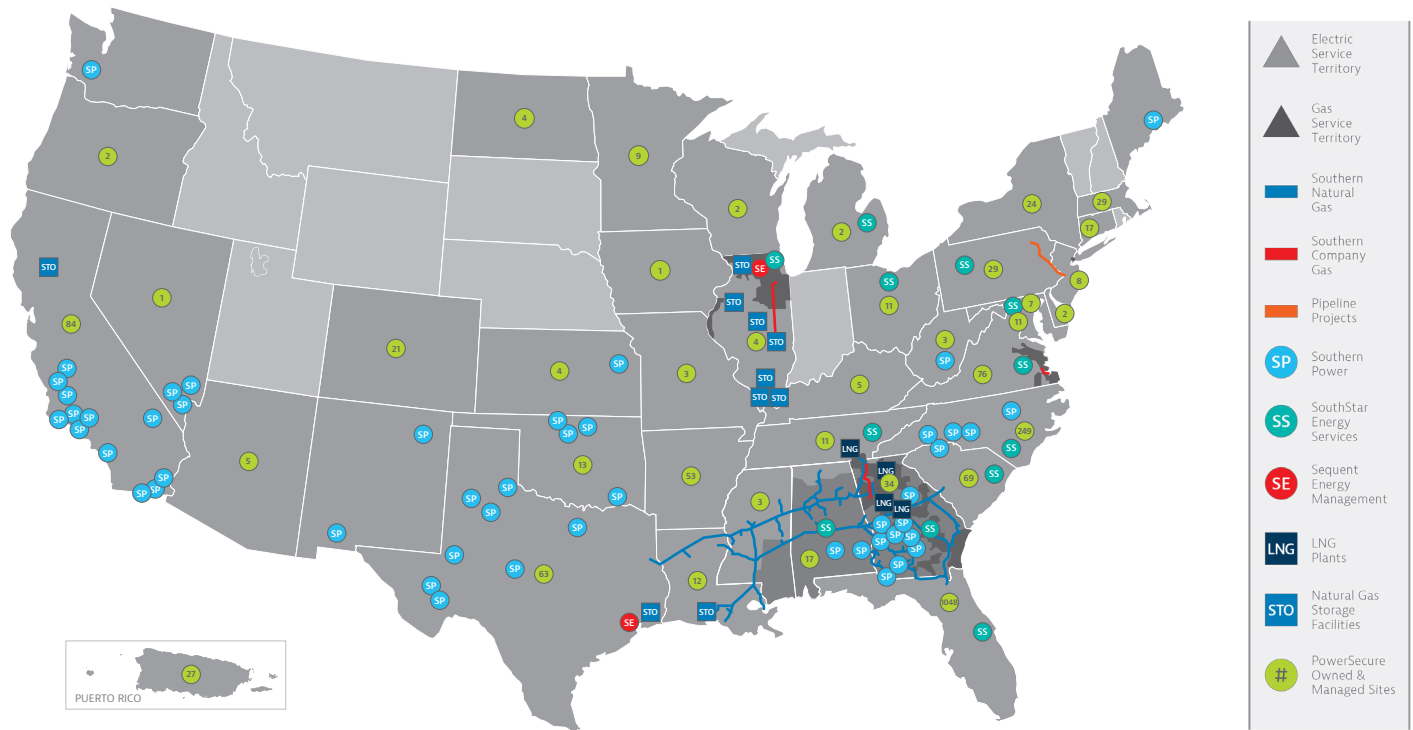 SP
SP
4
9
2
2
24
29
17
2
SS
SS
STO
SE
SS
29
STO
1
1
SS
8
STO
SS
7
11
2
84
STO
11
4
STO
3
21
SP
SS
SP
4
SP
3
76
SP
SP
SP
STO
5
SP
SP
STO
STO
SP
SP
SP
SP
SP
SP
SP
SP
SP
SP
SP
SP
SP
SP
249
SS
11
LNG
SP
SS
SP
5
13
LNG
SS
69
SP
53
34
SP
SP
SP
SP
SP
SP
SP
SP
3
LNG
LNG
SP
SP
SP
SS
SP
SP
SS
SP
SP
SP
SP
SP
SP
SP
17
SP
63
SP
SP
SP
12
SP
1048
STO
STO
SE
SS
27
PUERTO RICO
Electric
Service
Territory
Gas
Service
Territory
Southern
Natural
Gas
Southern
Company
Gas
Pipeline
Projects
SP
Southern
Power
SS
SouthStar
Energy
Services
SE
Sequent
Energy
Management
LNG
LNG
Plants
STO
Natural Gas
Storage
Facilities
#
PowerSecure
Owned &
Managed Sites